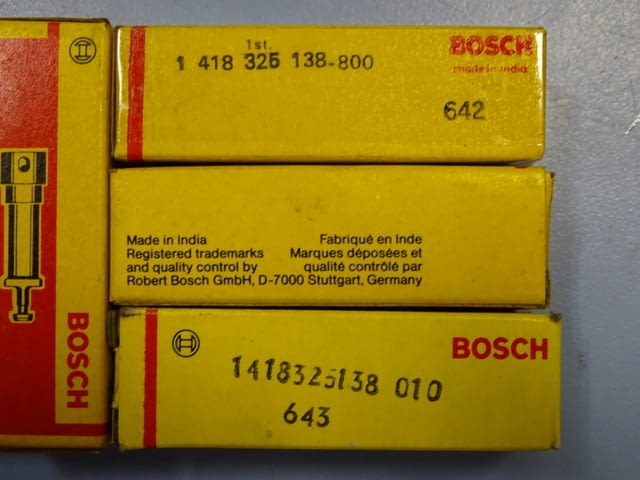 BOSCH
1st.
1 418 325 138-800
BOSCH
made in india
642
Made in India
Registered trademarks
and quality control by
Robert Bosch GmbH, D-7000 Stuttgart, Germany
Fabriqué en Inde
Marques déposées et
qualité contrôlé par
BOSCH
1418325138 010
643